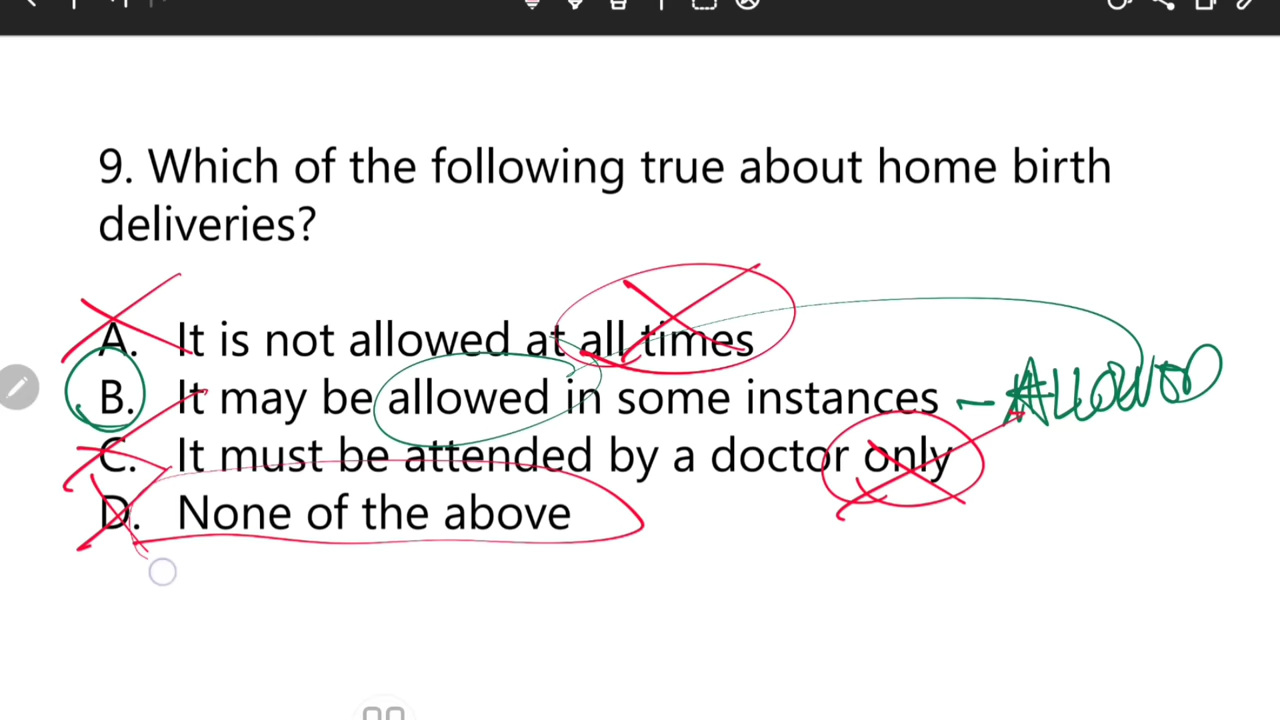 9. Which of the following true about home birth
deliveries?
A. It is not allowed at all times
B. It may be allowed in some instances - ALLOWED
C. It must be attended by a doctor only
D. None of the above